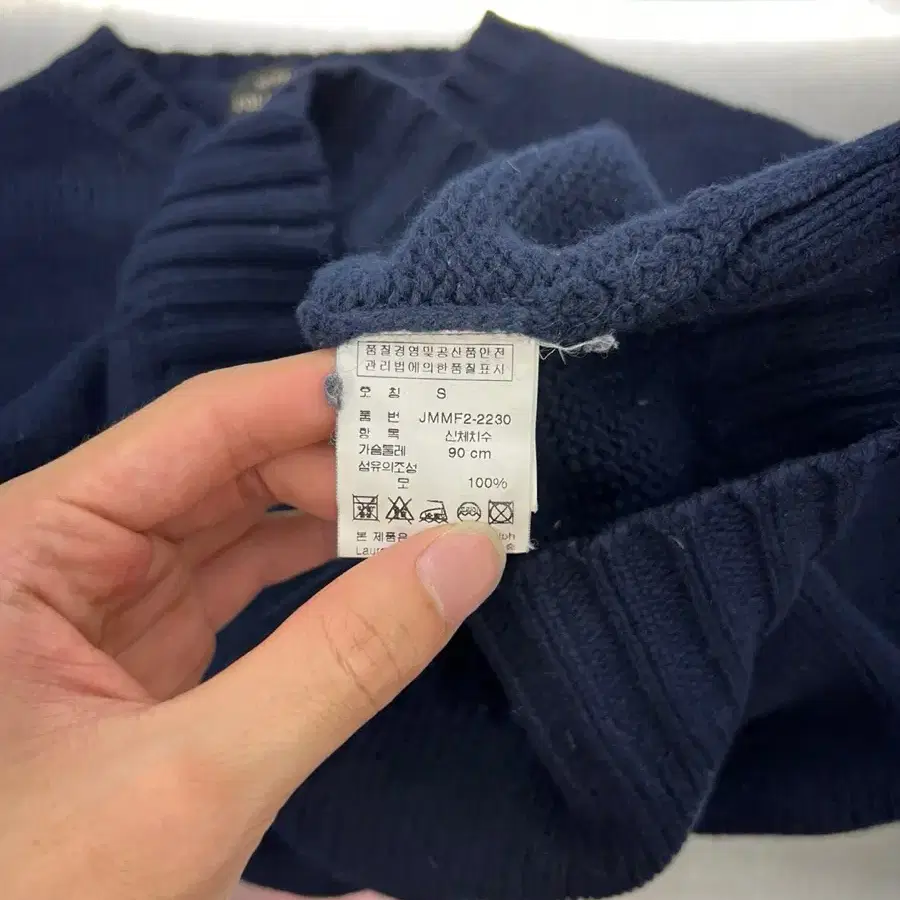 품질경영및공산품안전
관리법에의한품질표시
호 칭 S
품 번 JMMF2-2230
항 목 신체치수
가슴둘레 90 cm
섬유의조성
모 100%
본 제품은 lph
Laur